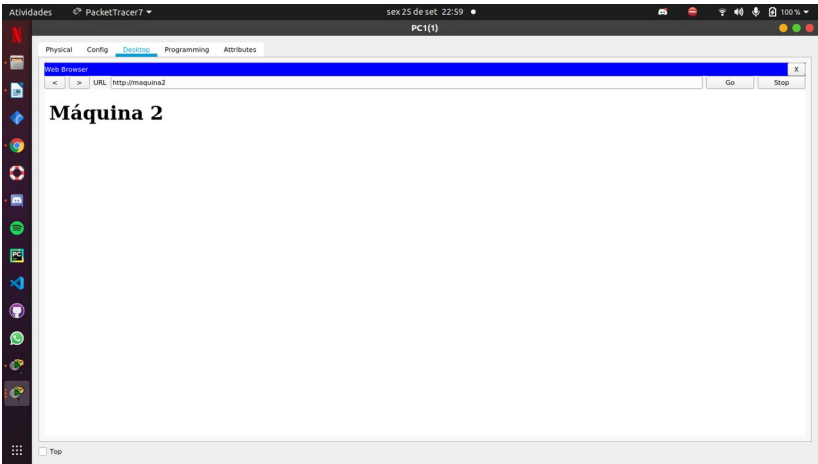 Atividades PacketTracer7 sex 25 de set 22:59 100 %
PC1(1)
Physical Config Desktop Programming Attributes
Web Browser X
< > URL http://maquina2 Go Stop
Máquina 2
Top